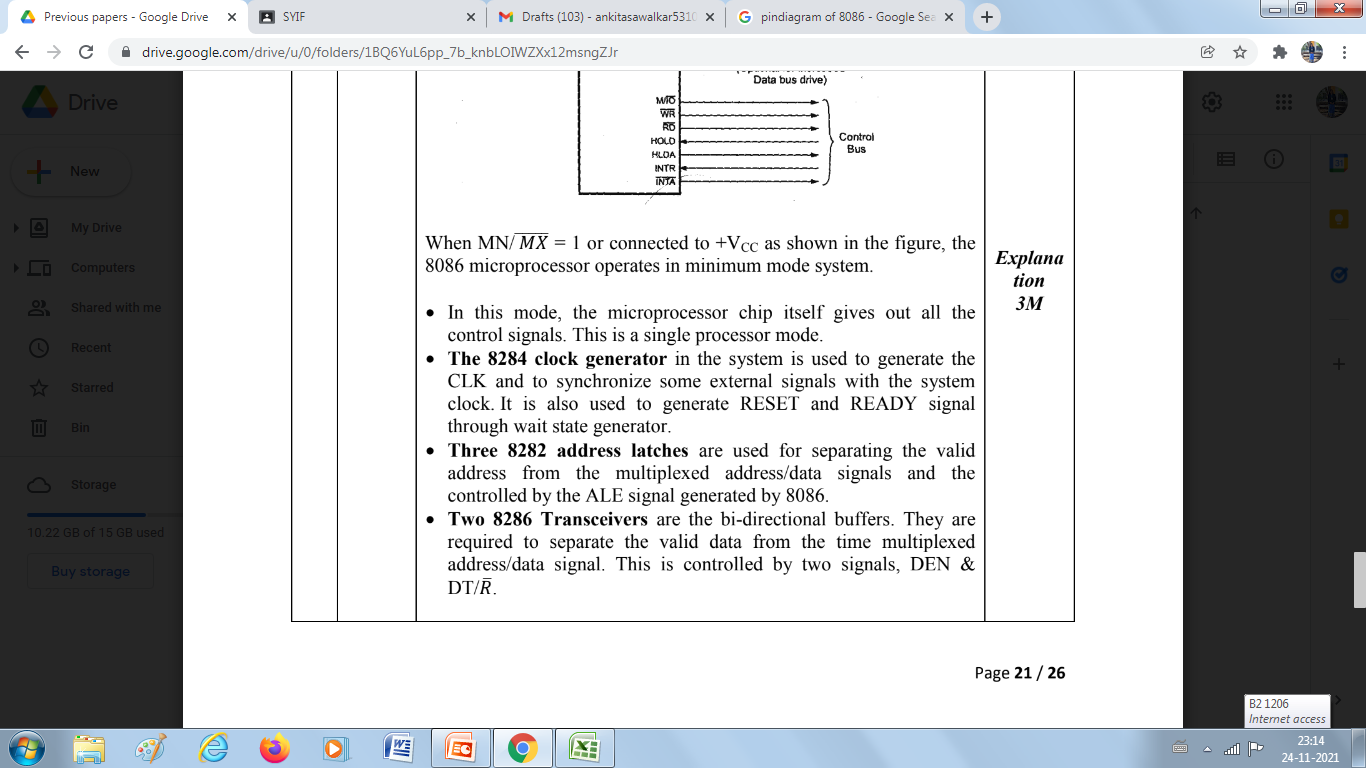 Previous papers - Google Drive
SYIF
Drafts (103) - ankitasawalkar5310
pindiagram of 8086 - Google Sea
drive.google.com/drive/u/0/folders/1BQ6YuL6pp_7b_knbLOIWZXx12msngZJr
Drive
New
My Drive
Computers
Shared with me
Recent
Starred
Bin
Storage
10.22 GB of 15 GB used
Buy storage
Data bus drive)
M/I̅O̅
W̅R̅
R̅D̅
HOLD
HLDA
INTR
I̅N̅T̅A̅
Control
Bus
When MN/M̅X̅ = 1 or connected to +VCC as shown in the figure, the
8086 microprocessor operates in minimum mode system.
• In this mode, the microprocessor chip itself gives out all the
control signals. This is a single processor mode.
• The 8284 clock generator in the system is used to generate the
CLK and to synchronize some external signals with the system
clock. It is also used to generate RESET and READY signal
through wait state generator.
• Three 8282 address latches are used for separating the valid
address from the multiplexed address/data signals and the
controlled by the ALE signal generated by 8086.
• Two 8286 Transceivers are the bi-directional buffers. They are
required to separate the valid data from the time multiplexed
address/data signal. This is controlled by two signals, DEN &
DT/R̅.
Explana
tion
3M
Page 21 / 26
B2 1206
Internet access
23:14
24-11-2021